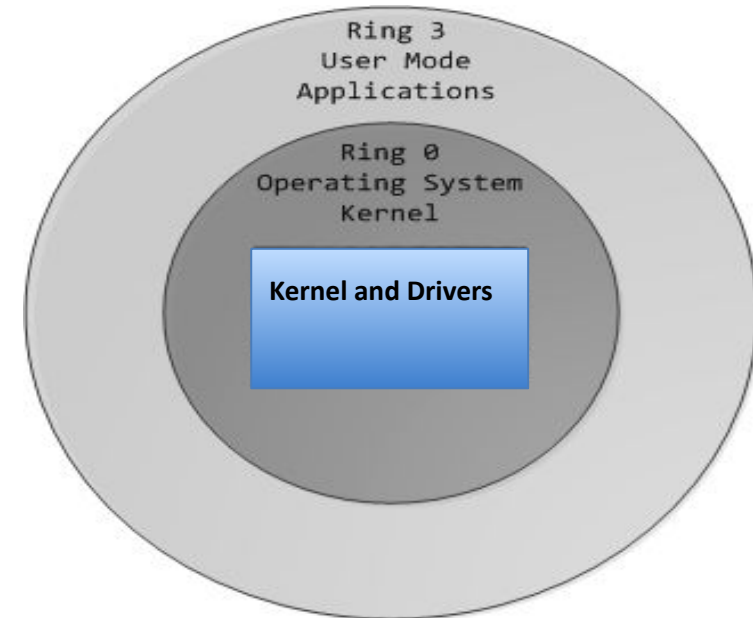 Ring 3
User Mode
Applications
Ring 0
Operating System
Kernel
Kernel and Drivers